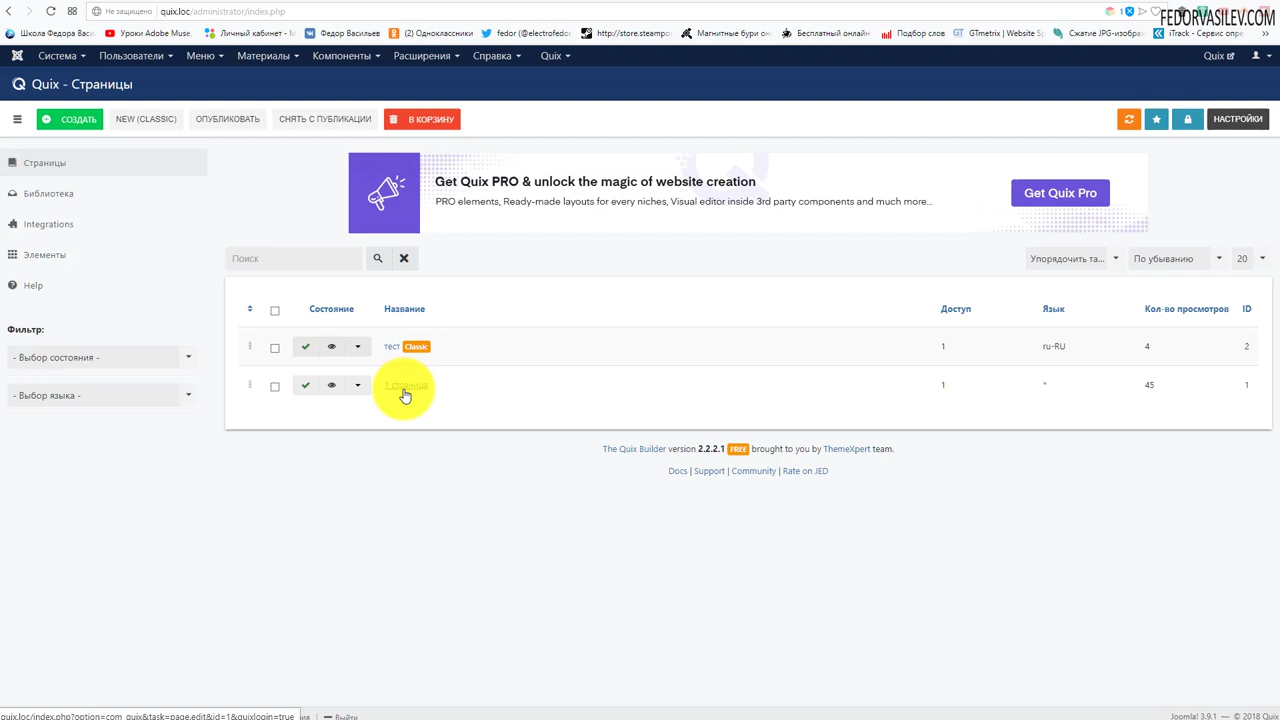 Не защищено quix.loc/administrator/index.php
1
FEDORVASILEV.COM
Школа Федора Васи.
Уроки Adobe Muse,
Личный кабинет - М
Федор Васильев
(2) Одноклассники
fedor (@electrofedor
http://store.steampo
Магнитные бури он
Бесплатный онлайн
Подбор слов
GTmetrix | Website S
Сжатие JPG-изобра
iTrack - Сервис опре
Система
Пользователи
Меню
Материалы
Компоненты
Расширения
Справка
Quix
Quix
Quix - Страницы
СОЗДАТЬ
NEW (CLASSIC)
ОПУБЛИКОВАТЬ
СНЯТЬ С ПУБЛИКАЦИИ
В КОРЗИНУ
НАСТРОЙКИ
Страницы
Библиотека
Integrations
Элементы
Help
Фильтр:
- Выбор состояния -
- Выбор языка -
Get Quix PRO & unlock the magic of website creation
PRO elements, Ready-made layouts for every niches, Visual editor inside 3rd party components and much more...
Get Quix Pro
Поиск
Упорядочить та...
По убыванию
20
Состояние Название Доступ Язык Кол-во просмотров ID
тест Classic 1 ru-RU 4 2
1 страница 1 * 45 1
The Quix Builder version 2.2.2.1 FREE brought to you by ThemeXpert team.
Docs | Support | Community | Rate on JED
quix.loc/index.php?option=com_quix&task=page.edit&id=1&quixlogin=true
Выйти
Joomla! 3.9.1 — © 2018 Quix